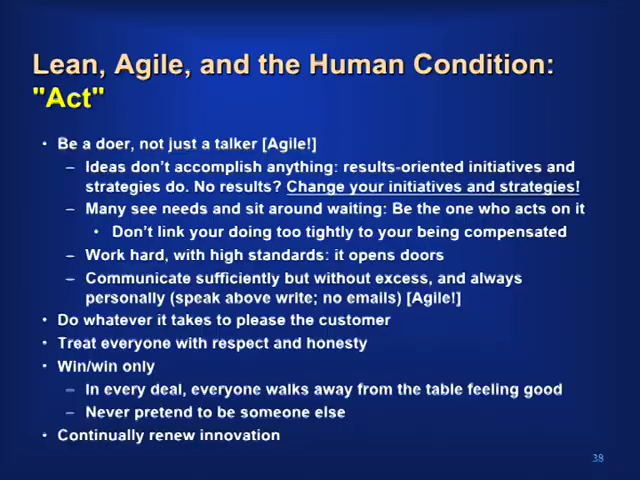 Lean, Agile, and the Human Condition:
"Act"
• Be a doer, not just a talker [Agile!]
– Ideas don't accomplish anything: results-oriented initiatives and
strategies do. No results? Change your initiatives and strategies!
– Many see needs and sit around waiting: Be the one who acts on it
• Don't link your doing too tightly to your being compensated
– Work hard, with high standards: it opens doors
– Communicate sufficiently but without excess, and always
personally (speak above write; no emails) [Agile!]
• Do whatever it takes to please the customer
• Treat everyone with respect and honesty
• Win/win only
– In every deal, everyone walks away from the table feeling good
– Never pretend to be someone else
• Continually renew innovation
38